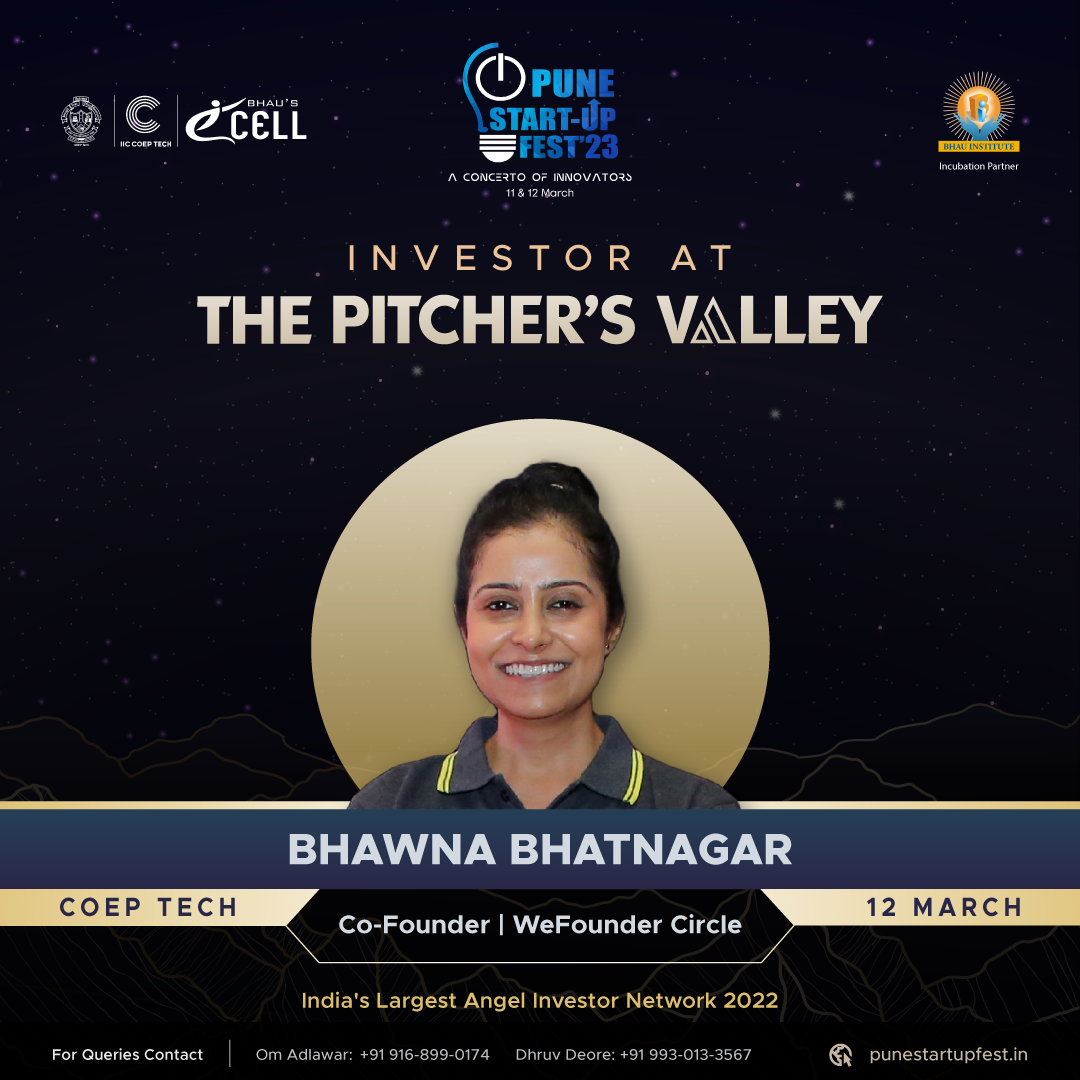 IIC COEP TECH
BHAU'S
eCELL
PUNE
START-UP
FEST'23
A CONCERTO OF INNOVATORS
11 & 12 March
BHAU INSTITUTE
Incubation Partner
INVESTOR AT
THE PITCHER'S VALLEY
BHAWNA BHATNAGAR
COEP TECH
12 MARCH
Co-Founder | WeFounder Circle
India's Largest Angel Investor Network 2022
For Queries Contact
Om Adlawar: +91 916-899-0174 Dhruv Deore: +91 993-013-3567
punestartupfest.in